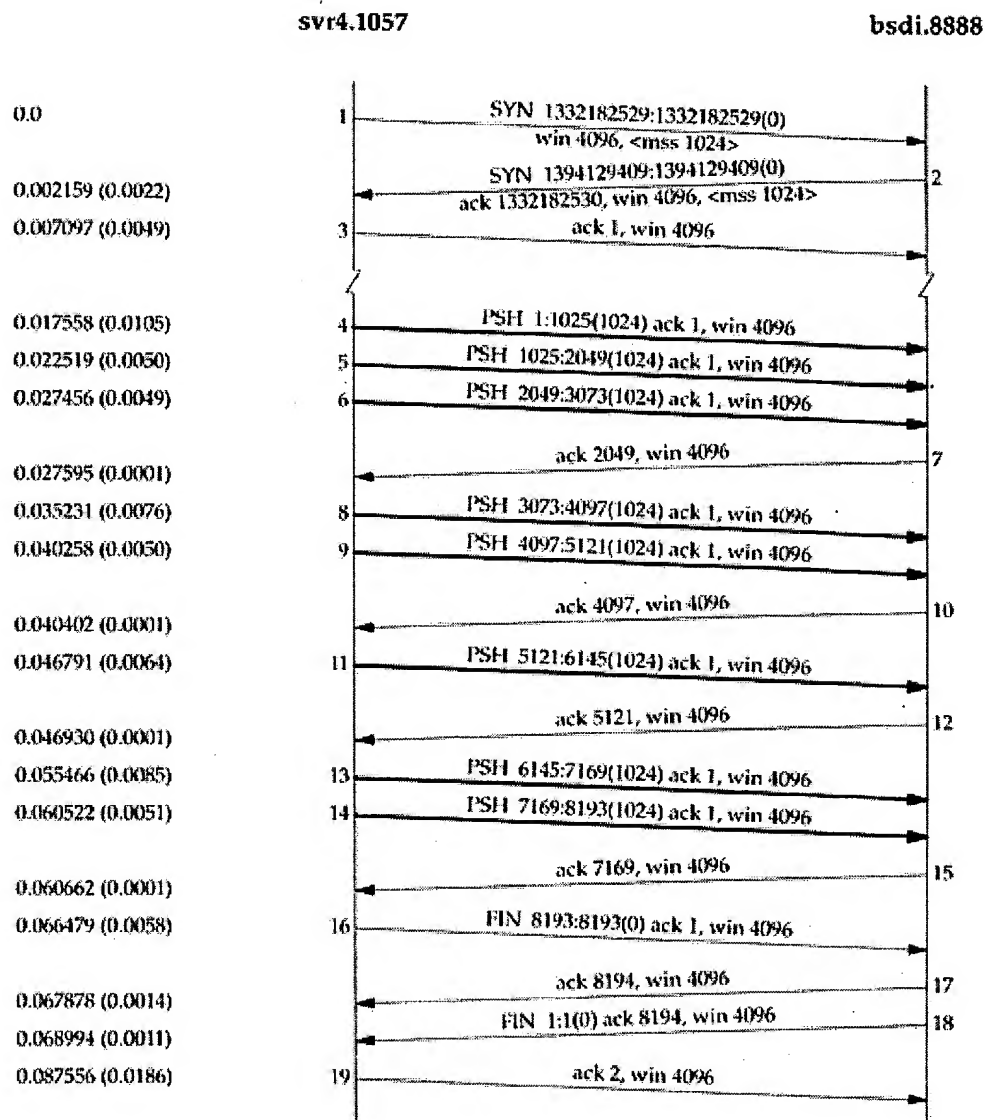 svr4.1057 bsdi.8888
0.0 1 SYN 1332182529:1332182529(0)
win 4096, <mss 1024>
SYN 1394129409:1394129409(0) 2
0.002159 (0.0022) ack 1332182530, win 4096, <mss 1024>
0.007097 (0.0049) 3 ack 1, win 4096
0.017558 (0.0105) 4 PSH 1:1025(1024) ack 1, win 4096
0.022519 (0.0050) 5 PSH 1025:2049(1024) ack 1, win 4096
0.027456 (0.0049) 6 PSH 2049:3073(1024) ack 1, win 4096
ack 2049, win 4096 7
0.027595 (0.0001)
0.035231 (0.0076) 8 PSH 3073:4097(1024) ack 1, win 4096
0.040258 (0.0050) 9 PSH 4097:5121(1024) ack 1, win 4096
ack 4097, win 4096 10
0.040402 (0.0001)
0.046791 (0.0064) 11 PSH 5121:6145(1024) ack 1, win 4096
ack 5121, win 4096 12
0.046930 (0.0001)
0.055466 (0.0085) 13 PSH 6145:7169(1024) ack 1, win 4096
0.060522 (0.0051) 14 PSH 7169:8193(1024) ack 1, win 4096
ack 7169, win 4096 15
0.060662 (0.0001)
0.066479 (0.0058) 16 FIN 8193:8193(0) ack 1, win 4096
ack 8194, win 4096 17
0.067878 (0.0014)
FIN 1:1(0) ack 8194, win 4096 18
0.068994 (0.0011)
0.087556 (0.0186) 19 ack 2, win 4096